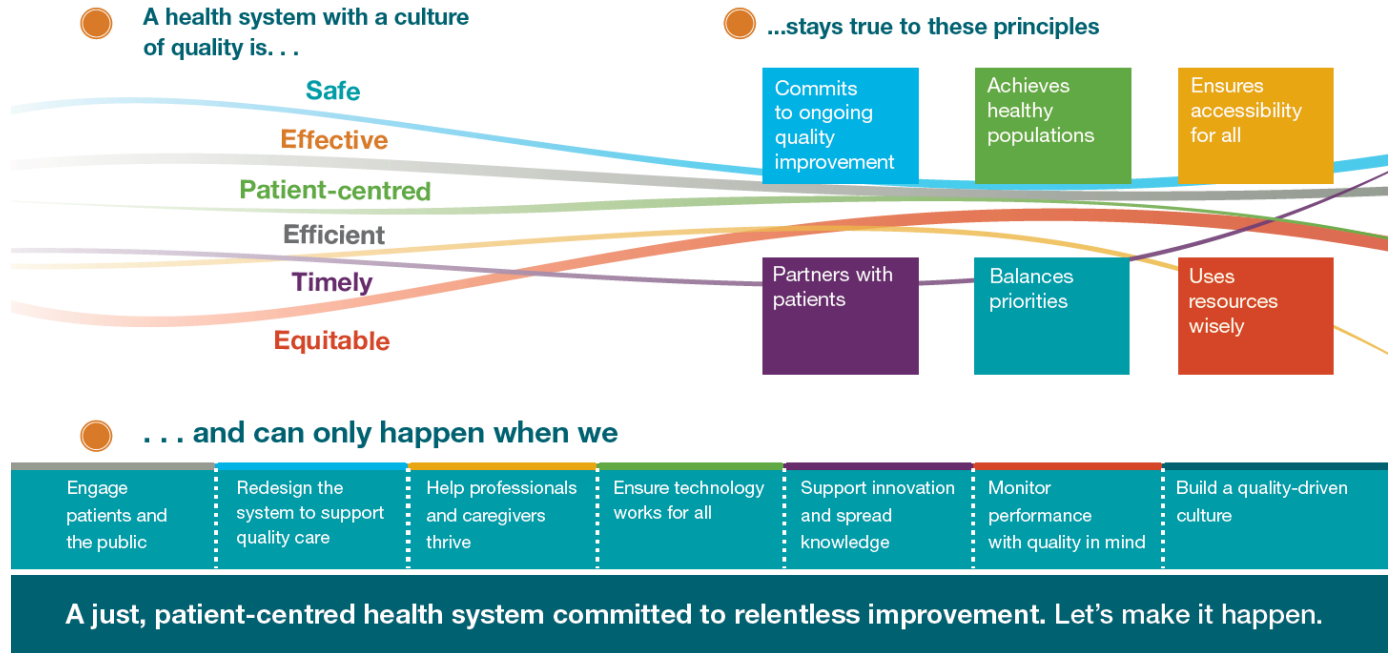 A health system with a culture
of quality is. . .
Safe
Effective
Patient-centred
Efficient
Timely
Equitable
...stays true to these principles
Commits
to ongoing
quality
improvement
Achieves
healthy
populations
Ensures
accessibility
for all
Partners with
patients
Balances
priorities
Uses
resources
wisely
. . . and can only happen when we
Engage
patients and
the public
Redesign the
system to support
quality care
Help professionals
and caregivers
thrive
Ensure technology
works for all
Support innovation
and spread
knowledge
Monitor
performance
with quality in mind
Build a quality-driven
culture
A just, patient-centred health system committed to relentless improvement. Let’s make it happen.